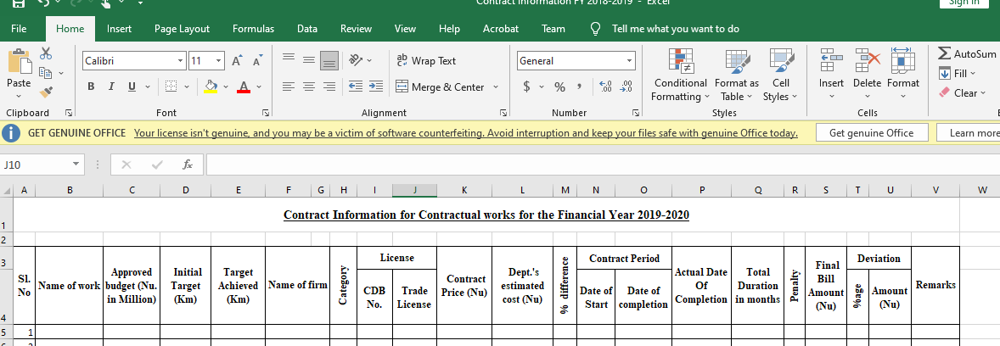 Contract Information FY 2018-2019 - Excel
Sign in
File Home Insert Page Layout Formulas Data Review View Help Acrobat Team Tell me what you want to do
Paste
Calibri 11 A A
B I U A
ab Wrap Text
Merge & Center
General
$ % ,
Conditional Formatting
Format as Table
Cell Styles
Insert Delete Format
AutoSum
Fill
Clear
Clipboard Font Alignment Number Styles Cells
GET GENUINE OFFICE Your license isn't genuine, and you may be a victim of software counterfeiting. Avoid interruption and keep your files safe with genuine Office today. Get genuine Office Learn more
J10 fx
A B C D E F G H I J K L M N O P Q R S T U V W
1
Contract Information for Contractual works for the Financial Year 2019-2020
2
3
4
Sl. No
Name of work
Approved budget (Nu. in Million)
Initial Target (Km)
Target Achieved (Km)
Name of firm
Category
License
CDB No.
Trade License
Contract Price (Nu)
Dept.'s estimated cost (Nu)
% difference
Contract Period
Date of Start
Date of completion
Actual Date Of Completion
Total Duration in months
Penalty
Final Bill Amount (Nu)
Deviation
%age
Amount (Nu)
Remarks
5 1